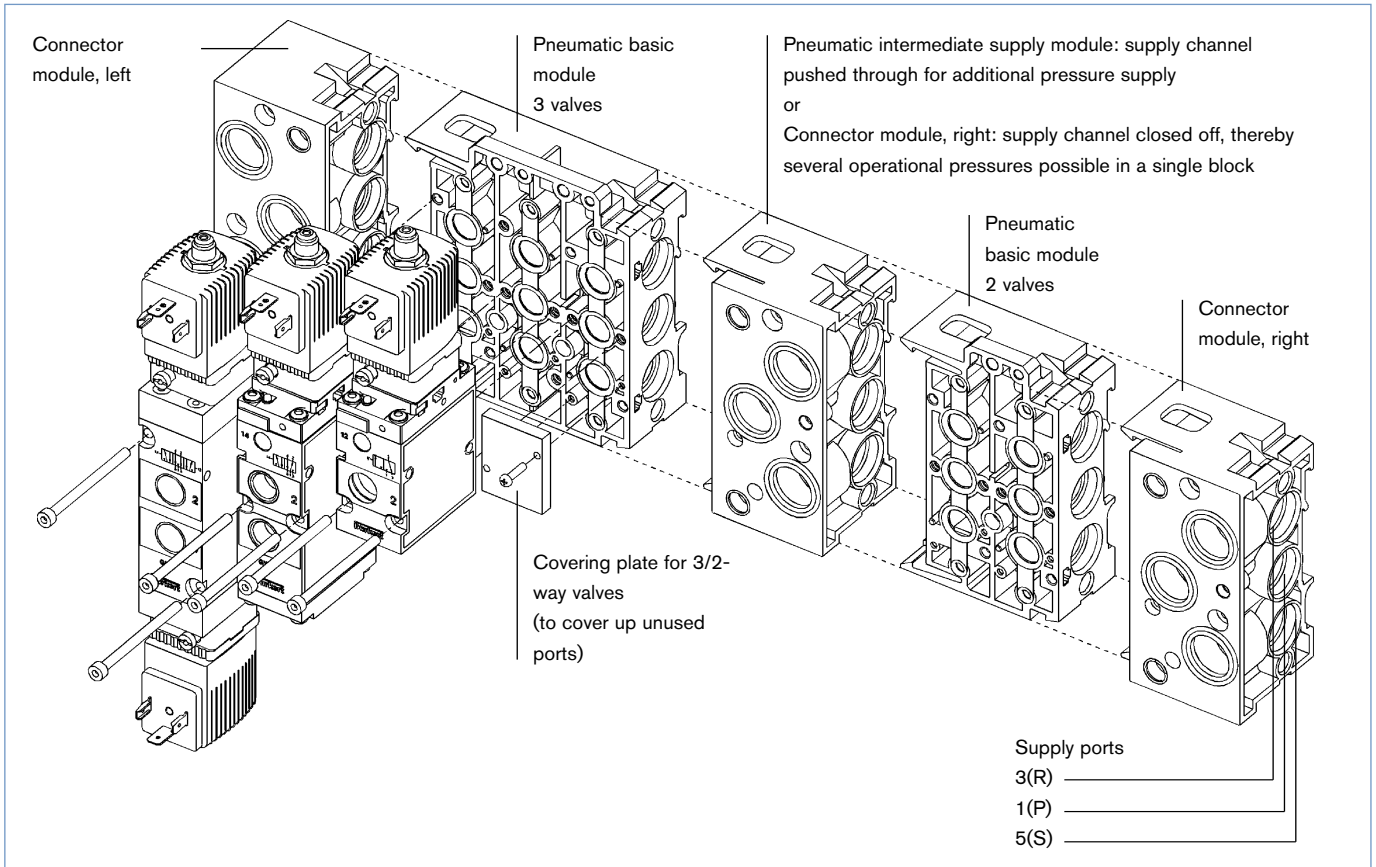 Connector
module, left
Pneumatic basic
module
3 valves
Pneumatic intermediate supply module: supply channel
pushed through for additional pressure supply
or
Connector module, right: supply channel closed off, thereby
several operational pressures possible in a single block
Pneumatic
basic module
2 valves
Connector
module, right
14
12
2
2
2
Covering plate for 3/2-
way valves
(to cover up unused
ports)
Supply ports
3(R)
1(P)
5(S)